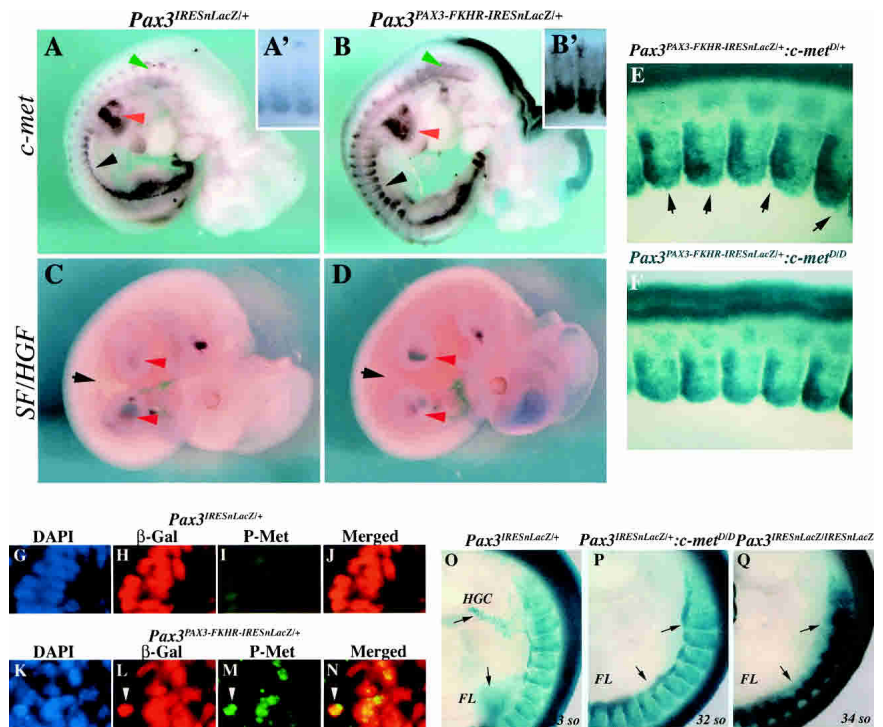 Pax3IRESnLacZ/+ Pax3PAX3-FKHR-IRESnLacZ/+
A A' B B'
c-met
Pax3PAX3-FKHR-IRESnLacZ/+:c-metD/+
E
C D
SF/HGF
Pax3PAX3-FKHR-IRESnLacZ/+:c-metD/D
F
Pax3IRESnLacZ/+
DAPI β-Gal P-Met Merged
G H I J
Pax3PAX3-FKHR-IRESnLacZ/+
DAPI β-Gal P-Met Merged
K L M N
Pax3IRESnLacZ/+ Pax3IRESnLacZ/+:c-metD/D Pax3IRESnLacZ/IRESnLacZ
O P Q
HGC
FL FL FL
33 so 32 so 34 so